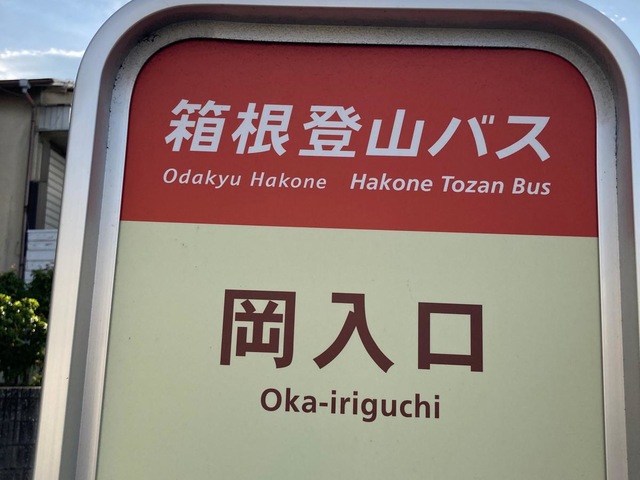 箱根登山バス
Odakyu Hakone Hakone Tozan Bus
岡入口
Oka-iriguchi